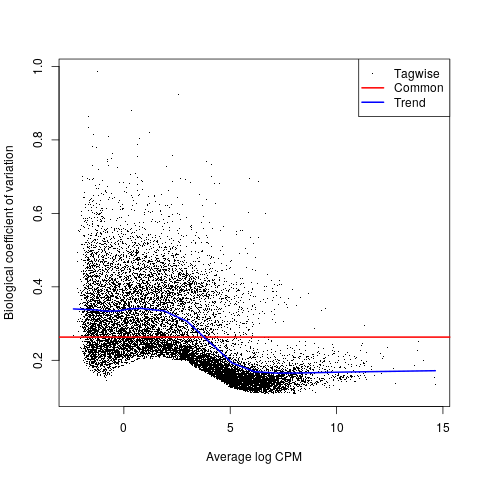 Tagwise
Common
Trend
Biological coefficient of variation
1.0
0.8
0.6
0.4
0.2
0 5 10 15
Average log CPM